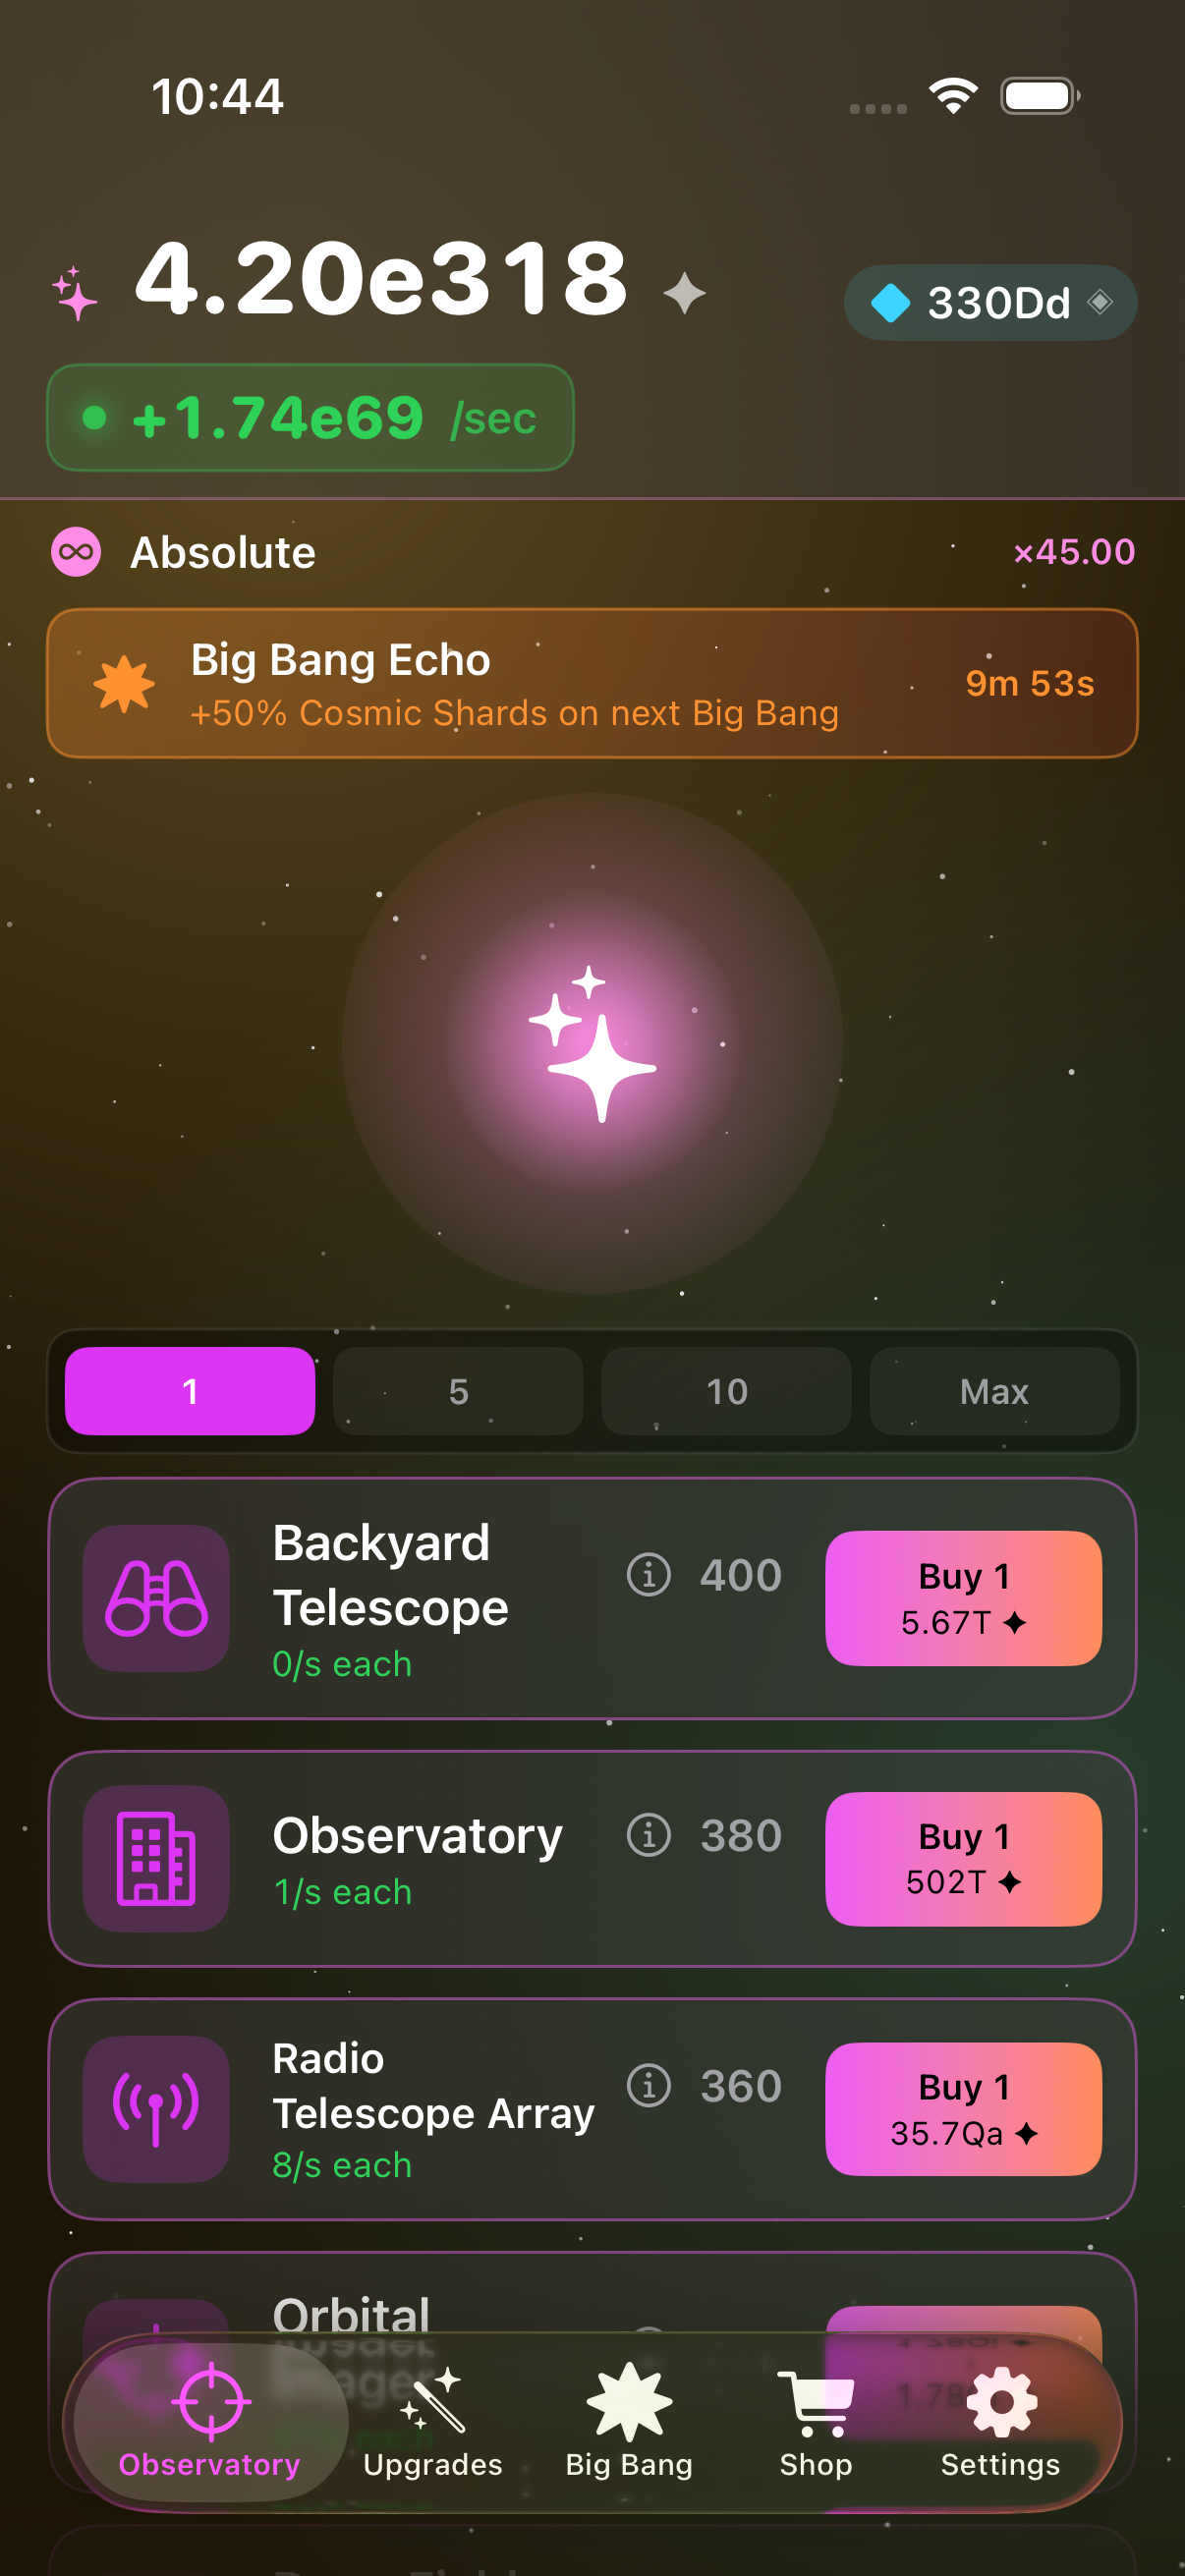 10:44
4.20e318
330Dd
+1.74e69 /sec
Absolute
×45.00
Big Bang Echo
+50% Cosmic Shards on next Big Bang
9m 53s
1
5
10
Max
Backyard
Telescope
0/s each
400
Buy 1
5.67T
Observatory
1/s each
380
Buy 1
502T
Radio
Telescope Array
8/s each
360
Buy 1
35.7Qa
Orbital
Imager
each
Observatory
Upgrades
Big Bang
Shop
Settings